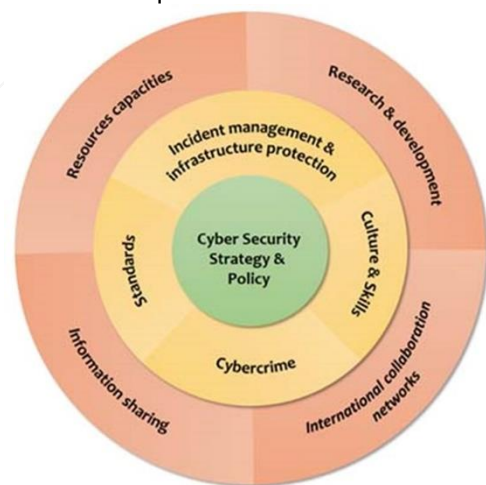 Resources capacities
Research & development
Incident management &
infrastructure protection
Standards
Culture & Skills
Cyber Security
Strategy &
Policy
Cybercrime
Information sharing
International collaboration
networks